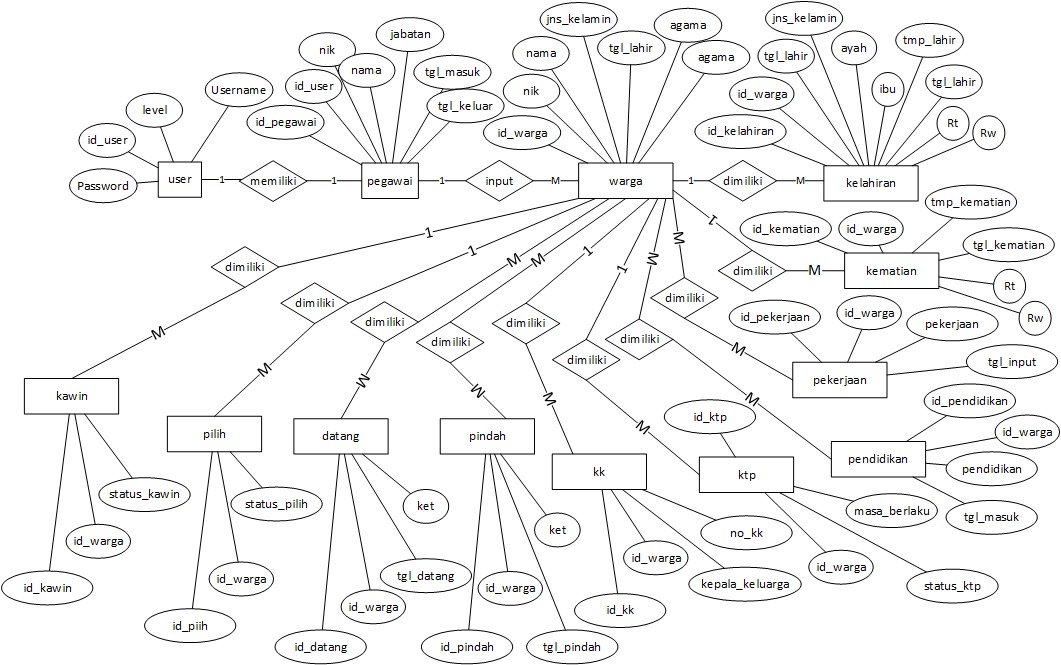 jns_kelamin
agama
jns_kelamin
nik
jabatan
nama
tgl_lahir
agama
tgl_lahir
ayah
tmp_lahir
nama
tgl_masuk
id_user
nik
id_warga
ibu
tgl_lahir
Username
level
id_pegawai
tgl_keluar
id_warga
id_kelahiran
Rt
Rw
id_user
Password
user
1
memiliki
1
pegawai
1
input
M
warga
1
dimiliki
M
kelahiran
tmp_kematian
id_kematian
id_warga
tgl_kematian
1
1
1
M
M
1
1
M
M
dimiliki
dimiliki
M
kematian
Rt
Rw
dimiliki
dimiliki
dimiliki
dimiliki
dimiliki
dimiliki
dimiliki
id_pekerjaan
id_warga
pekerjaan
tgl_input
M
M
M
M
M
M
M
M
M
pekerjaan
kawin
pilih
datang
pindah
kk
ktp
pendidikan
id_ktp
id_pendidikan
id_warga
pendidikan
tgl_masuk
status_kawin
id_warga
id_kawin
status_pilih
id_warga
id_piih
ket
tgl_datang
id_warga
id_datang
ket
id_warga
id_pindah
tgl_pindah
no_kk
id_warga
kepala_keluarga
id_kk
masa_berlaku
id_warga
status_ktp
dimiliki